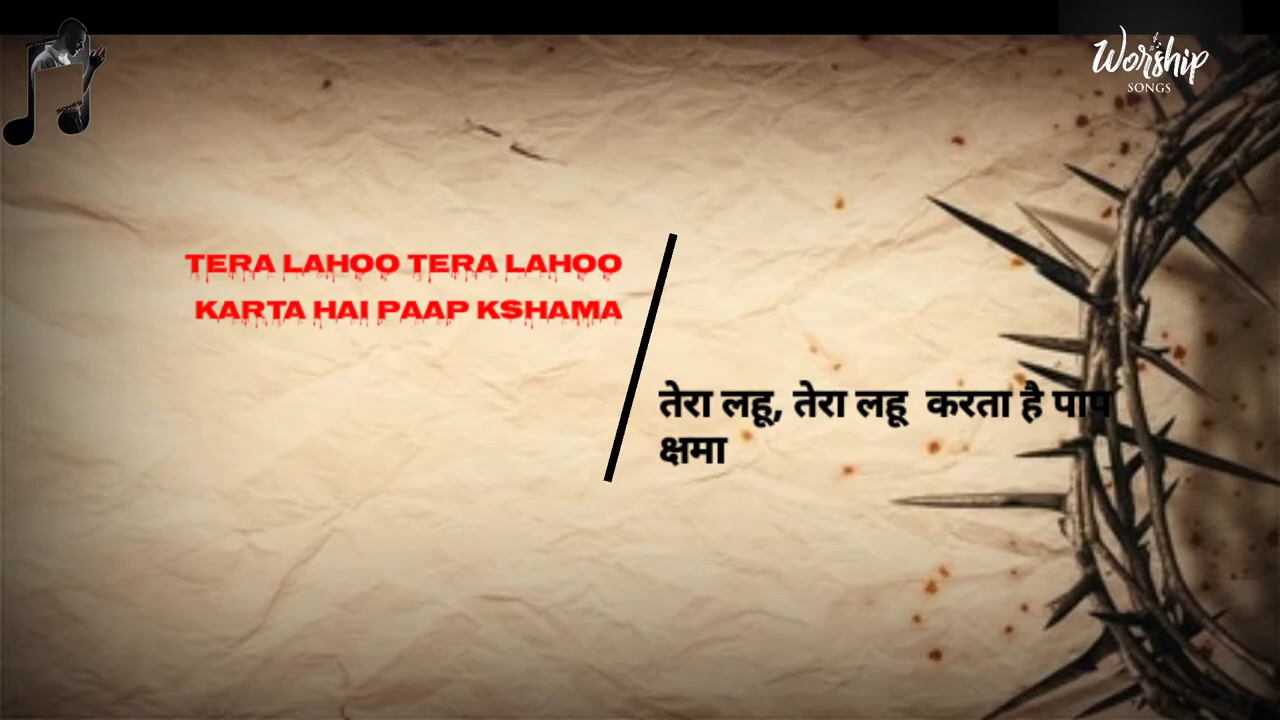 Worship
SONGS
TERA LAHOO TERA LAHOO
KARTA HAI PAAP KSHAMA
तेरा लहू, तेरा लहू करता है पाप
क्षमा